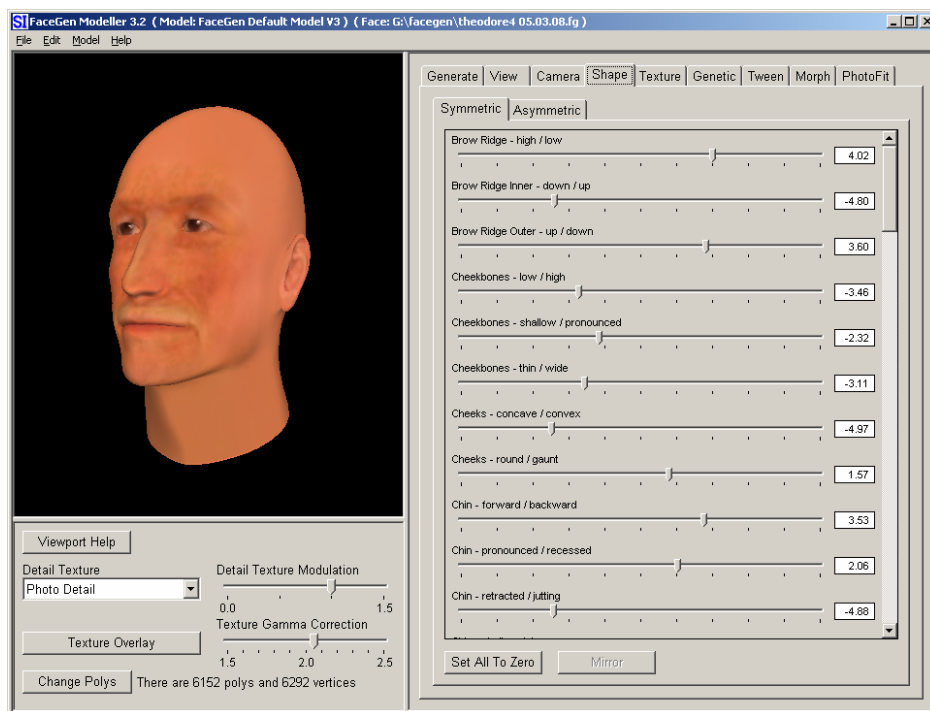 SI FaceGen Modeller 3.2 ( Model: FaceGen Default Model V3 ) ( Face: G:\facegen\theodore4 05.03.08.fg )
File Edit Model Help
Generate View Camera Shape Texture Genetic Tween Morph PhotoFit
Symmetric Asymmetric
Brow Ridge - high / low
4.02
Brow Ridge Inner - down / up
-4.80
Brow Ridge Outer - up / down
3.60
Cheekbones - low / high
-3.46
Cheekbones - shallow / pronounced
-2.32
Cheekbones - thin / wide
-3.11
Cheeks - concave / convex
-4.97
Cheeks - round / gaunt
1.57
Chin - forward / backward
3.53
Chin - pronounced / recessed
2.06
Chin - retracted / jutting
-4.88
Set All To Zero Mirror
Viewport Help
Detail Texture
Photo Detail
Detail Texture Modulation
0.0 1.5
Texture Gamma Correction
1.5 2.0 2.5
Texture Overlay
Change Polys There are 6152 polys and 6292 vertices